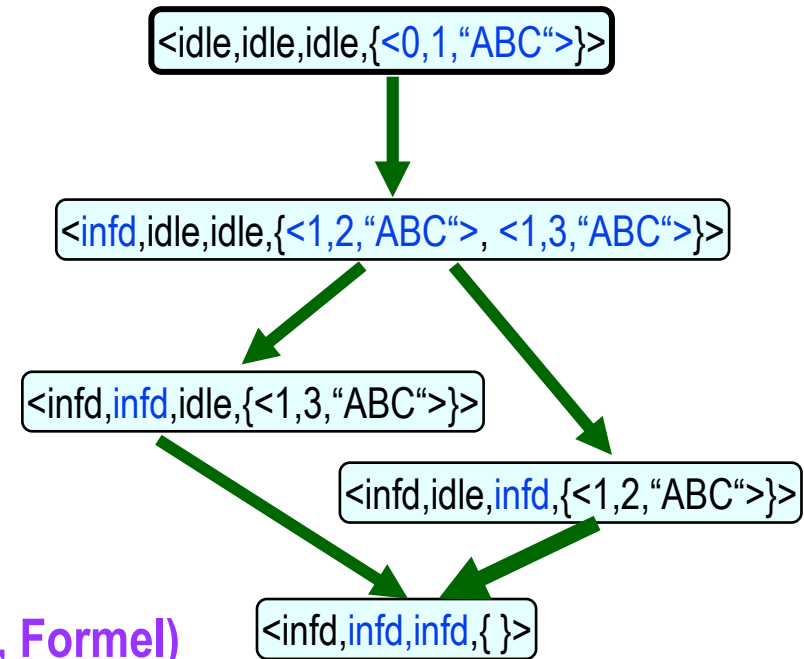 <idle,idle,idle,{<0,1,“ABC“>}>
<infd,idle,idle,{<1,2,“ABC“>, <1,3,“ABC“>}>
<infd,infd,idle,{<1,3,“ABC“>}>
<infd,idle,infd,{<1,2,“ABC“>}>
<infd,infd,infd,{ }>
, Formel)